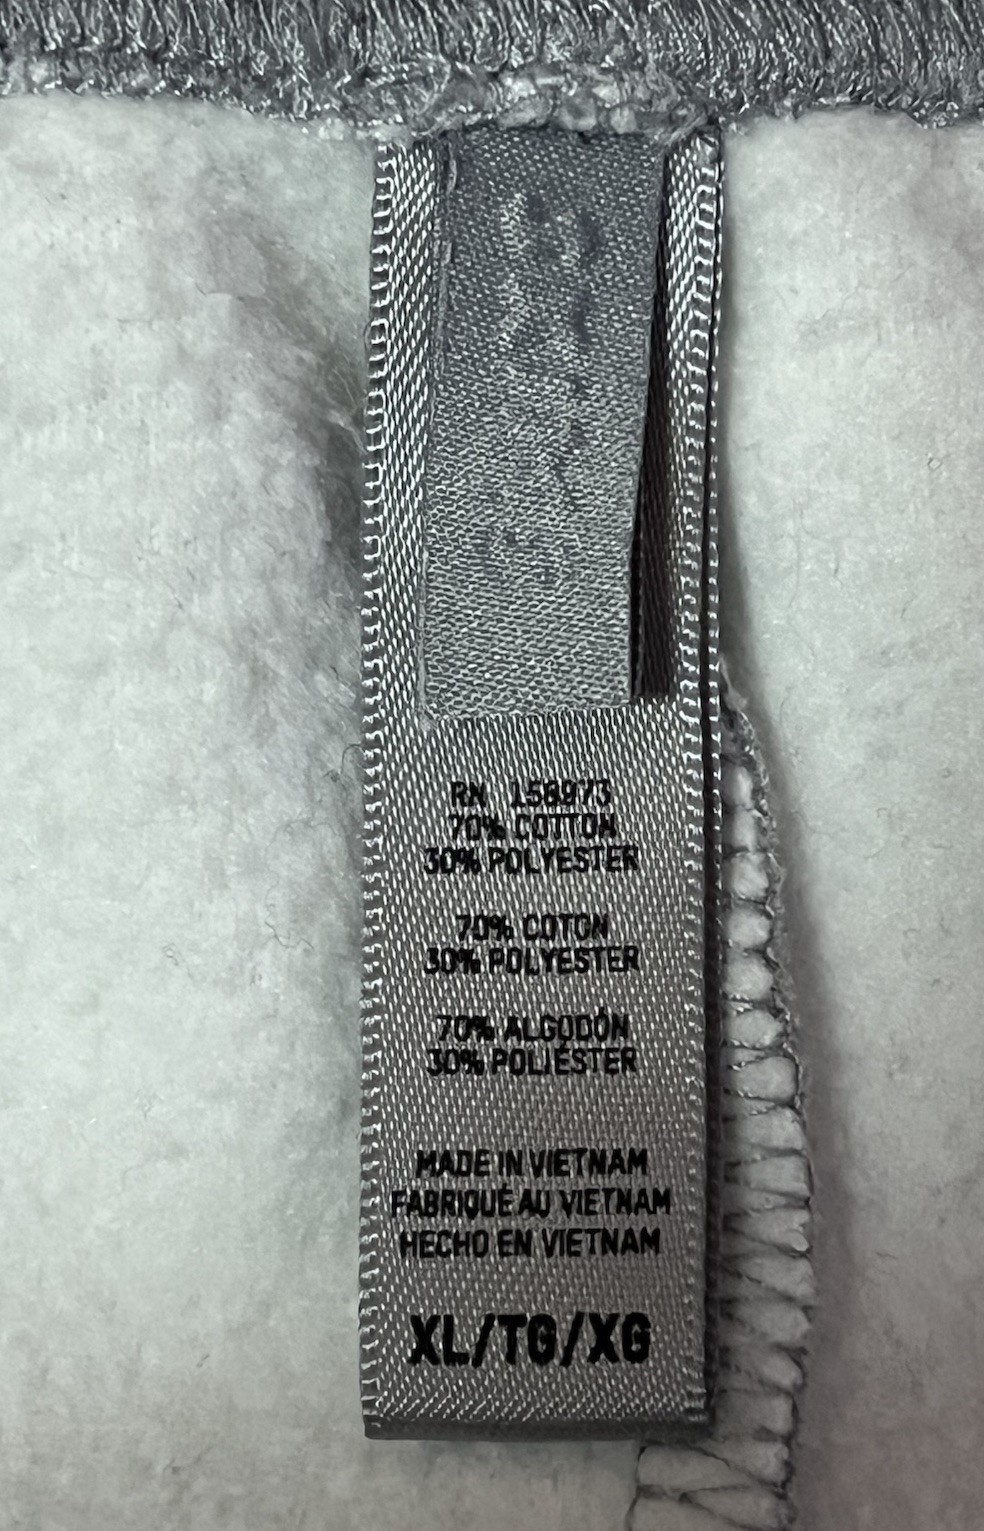 RN 158973
70% COTTON
30% POLYESTER
70% COTON
30% POLYESTER
70% ALGODÓN
30% POLIÉSTER
MADE IN VIETNAM
FABRIQUÉ AU VIETNAM
HECHO EN VIETNAM
XL/TG/XG